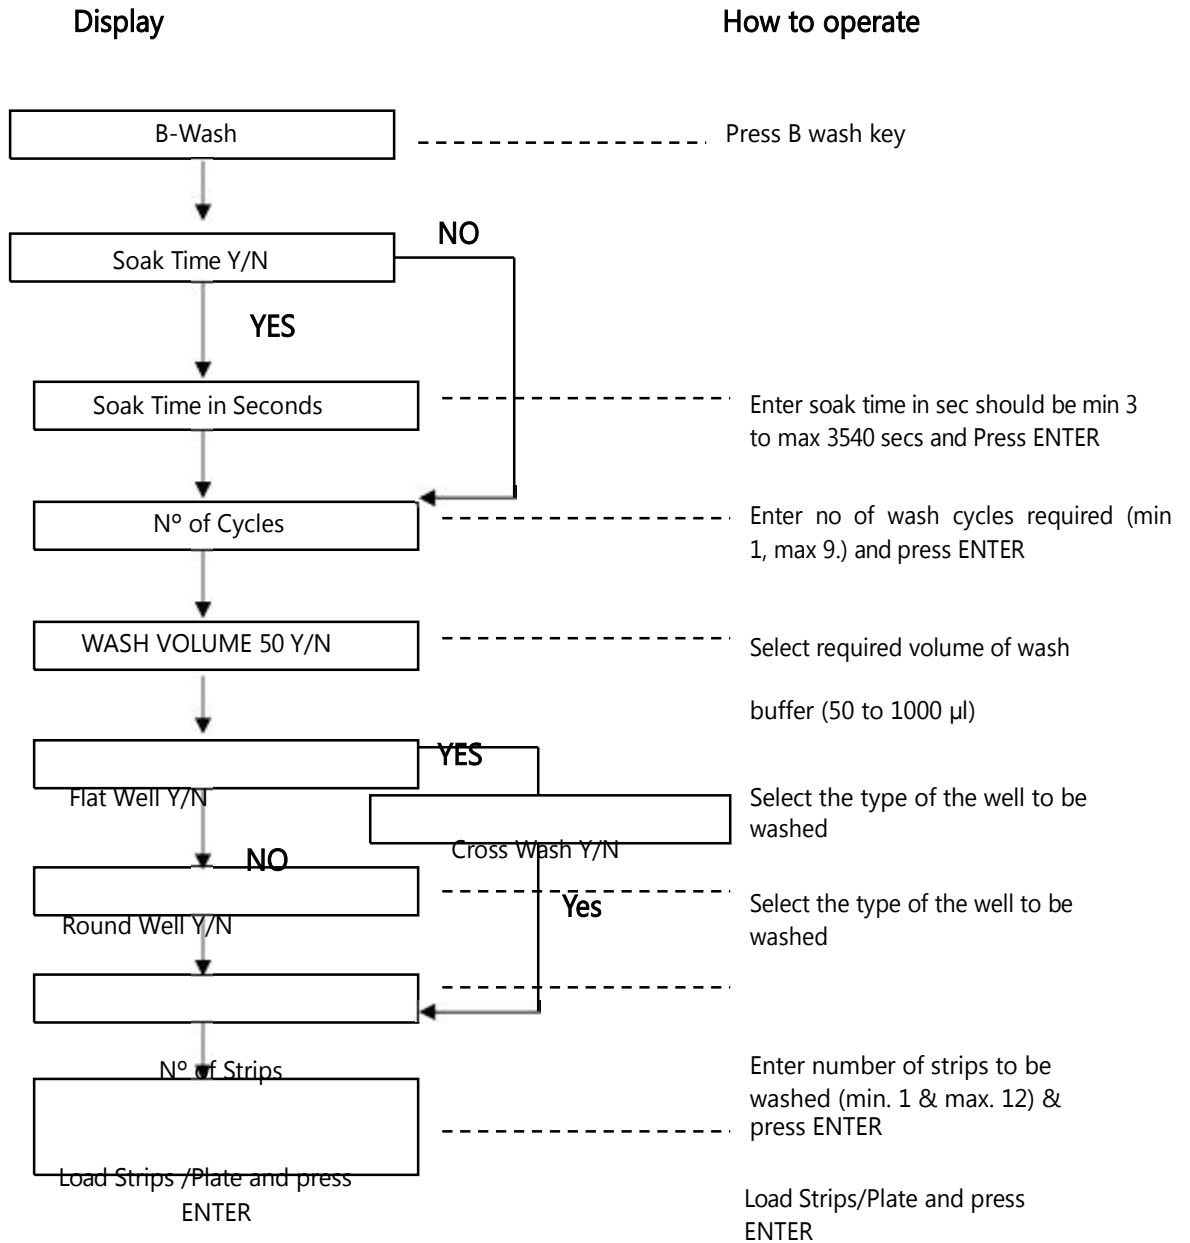 Display
How to operate
B-Wash
Press B wash key
Soak Time Y/N
NO
YES
Soak Time in Seconds
Enter soak time in sec should be min 3
to max 3540 secs and Press ENTER
Nº of Cycles
Enter no of wash cycles required (min
1, max 9.) and press ENTER
WASH VOLUME 50 Y/N
Select required volume of wash
buffer (50 to 1000 µl)
YES
Flat Well Y/N
Select the type of the well to be
washed
Cross Wash Y/N
NO
Round Well Y/N
Yes
Select the type of the well to be
washed
Nº of Strips
Enter number of strips to be
washed (min. 1 & max. 12) &
press ENTER
Load Strips /Plate and press
ENTER
Load Strips/Plate and press
ENTER